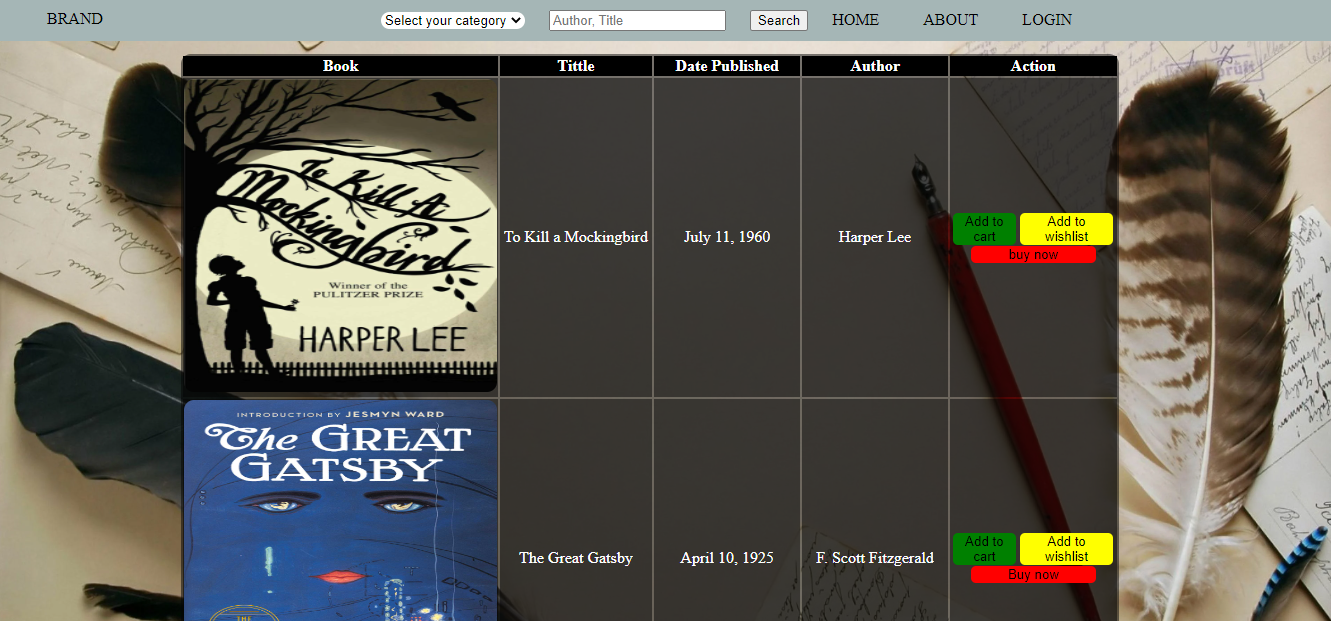 BRAND Select your category Author, Title Search HOME ABOUT LOGIN
Book Tittle Date Published Author Action
To Kill A
Mockingbird
Winner of the
PULITZER PRIZE
HARPER LEE
To Kill a Mockingbird July 11, 1960 Harper Lee
Add to
cart
Add to
wishlist
buy now
INTRODUCTION BY JESMYN WARD
The GREAT
GATSBY
THE
The Great Gatsby April 10, 1925 F. Scott Fitzgerald
Add to
cart
Add to
wishlist
Buy now